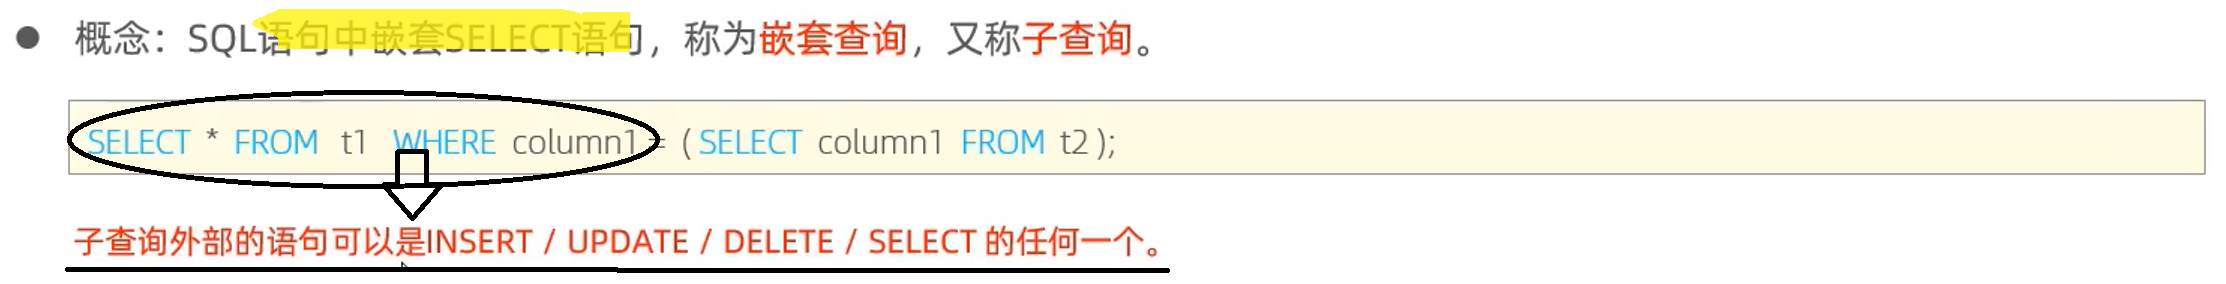 ● 概念：SQL语句中嵌套SELECT语句，称为嵌套查询，又称子查询。
SELECT * FROM t1 WHERE column1 = ( SELECT column1 FROM t2 );
子查询外部的语句可以是INSERT / UPDATE / DELETE / SELECT 的任何一个。